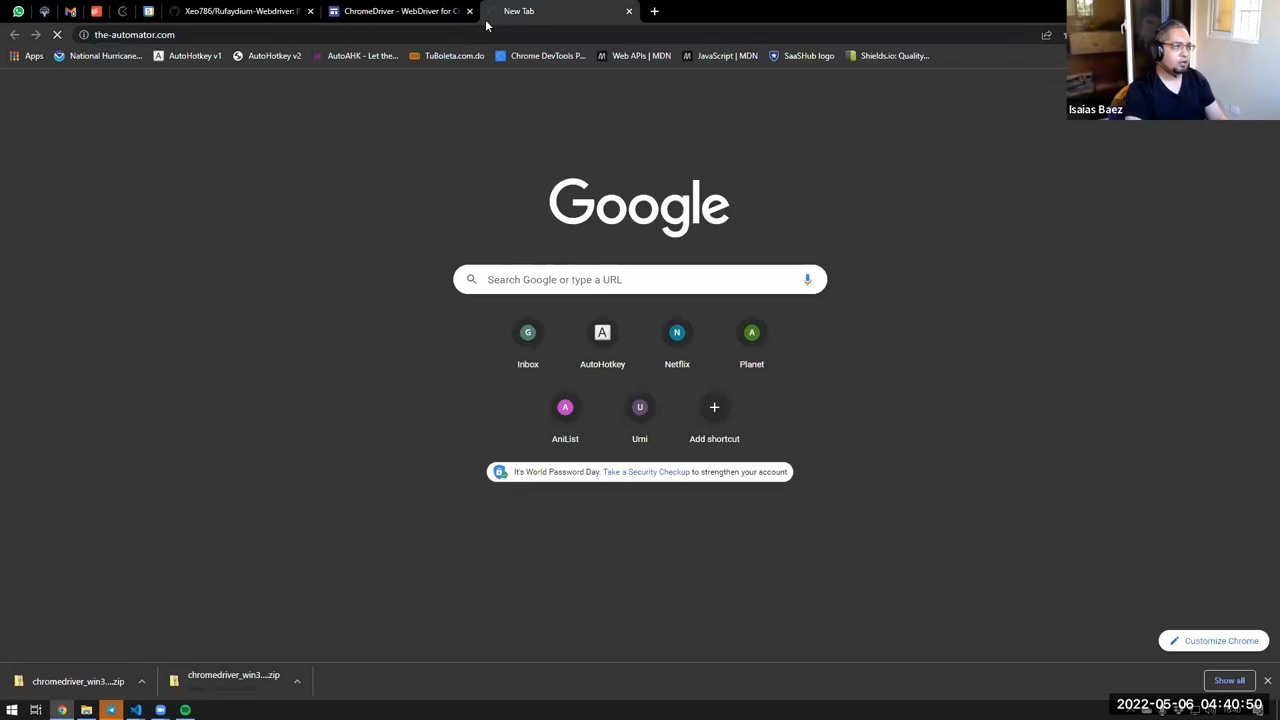 Xeo786/Rufaydium-Webdriver: R
ChromeDriver - WebDriver for C
New Tab
the-automator.com
Apps
National Hurricane...
AutoHotkey v1
AutoHotkey v2
AutoAHK - Let the...
TuBoleta.com.do
Chrome DevTools P...
Web APIs | MDN
JavaScript | MDN
SaaSHub logo
Shields.io: Quality...
Isaias Baez
Google
Search Google or type a URL
G
A
N
A
Inbox
AutoHotkey
Netflix
Planet
A
U
AniList
Umi
Add shortcut
It's World Password Day. Take a Security Checkup to strengthen your account
Customize Chrome
chromedriver_win3....zip
chromedriver_win3....zip
Show all
2022-05-06 04:40:50